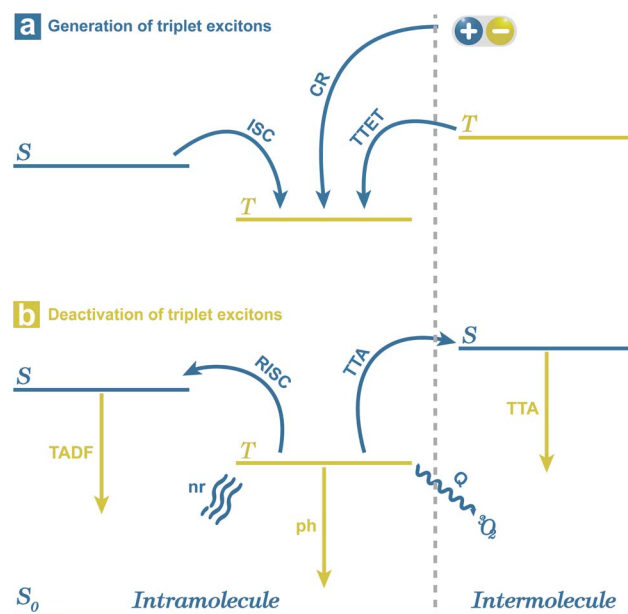 a Generation of triplet excitons
+ −
CR
ISC
TTET
S
T
T
b Deactivation of triplet excitons
S
RISC
TTA
S
TADF
T
TTA
nr
ph
Q
³O₂
S₀
Intramolecule
Intermolecule